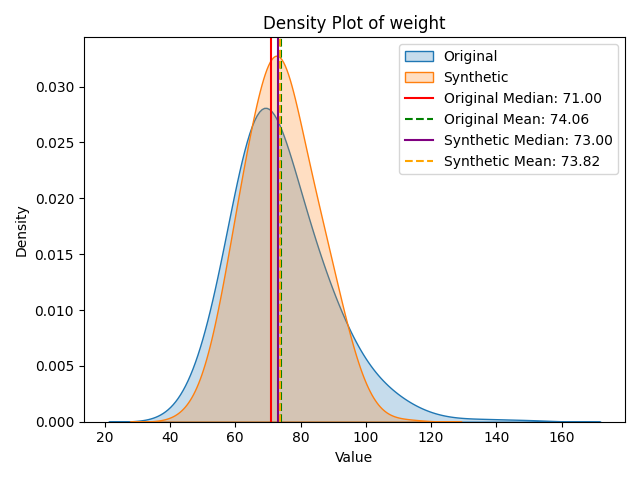 Density Plot of weight
Original
Synthetic
Original Median: 71.00
Original Mean: 74.06
Synthetic Median: 73.00
Synthetic Mean: 73.82
Density
0.030
0.025
0.020
0.015
0.010
0.005
0.000
20 40 60 80 100 120 140 160
Value